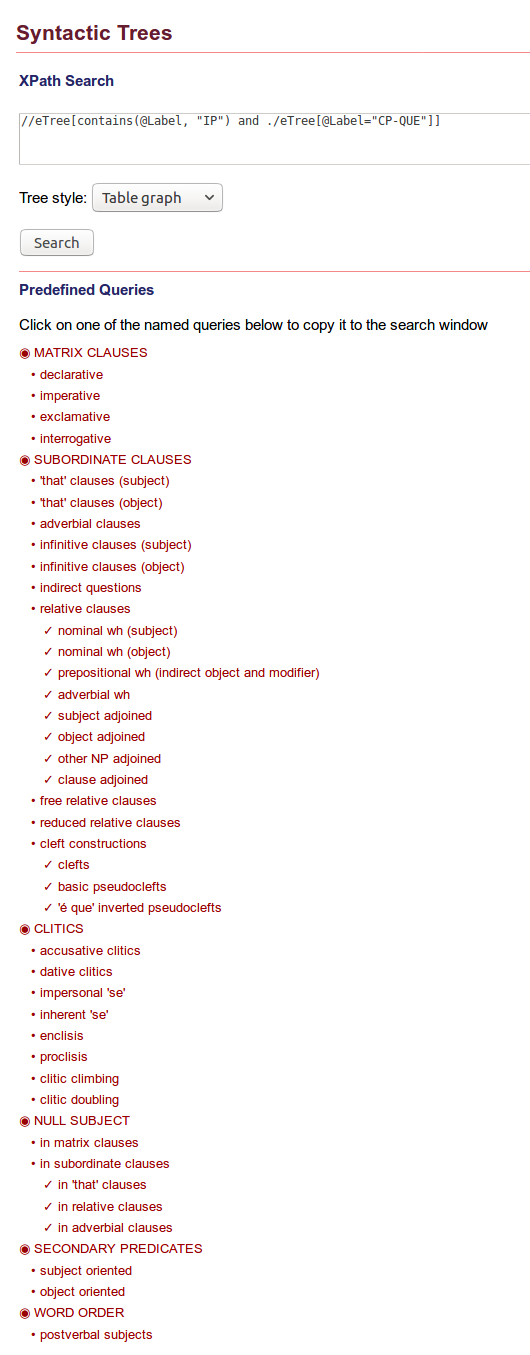 Syntactic Trees
XPath Search
//eTree[contains(@Label, "IP") and ./eTree[@Label="CP-QUE"]]
Tree style: Table graph
Search
Predefined Queries
Click on one of the named queries below to copy it to the search window
◉ MATRIX CLAUSES
• declarative
• imperative
• exclamative
• interrogative
◉ SUBORDINATE CLAUSES
• 'that' clauses (subject)
• 'that' clauses (object)
• adverbial clauses
• infinitive clauses (subject)
• infinitive clauses (object)
• indirect questions
• relative clauses
✓ nominal wh (subject)
✓ nominal wh (object)
✓ prepositional wh (indirect object and modifier)
✓ adverbial wh
✓ subject adjoined
✓ object adjoined
✓ other NP adjoined
✓ clause adjoined
• free relative clauses
• reduced relative clauses
• cleft constructions
✓ clefts
✓ basic pseudoclefts
✓ 'é que' inverted pseudoclefts
◉ CLITICS
• accusative clitics
• dative clitics
• impersonal 'se'
• inherent 'se'
• enclisis
• proclisis
• clitic climbing
• clitic doubling
◉ NULL SUBJECT
• in matrix clauses
• in subordinate clauses
✓ in 'that' clauses
✓ in relative clauses
✓ in adverbial clauses
◉ SECONDARY PREDICATES
• subject oriented
• object oriented
◉ WORD ORDER
• postverbal subjects